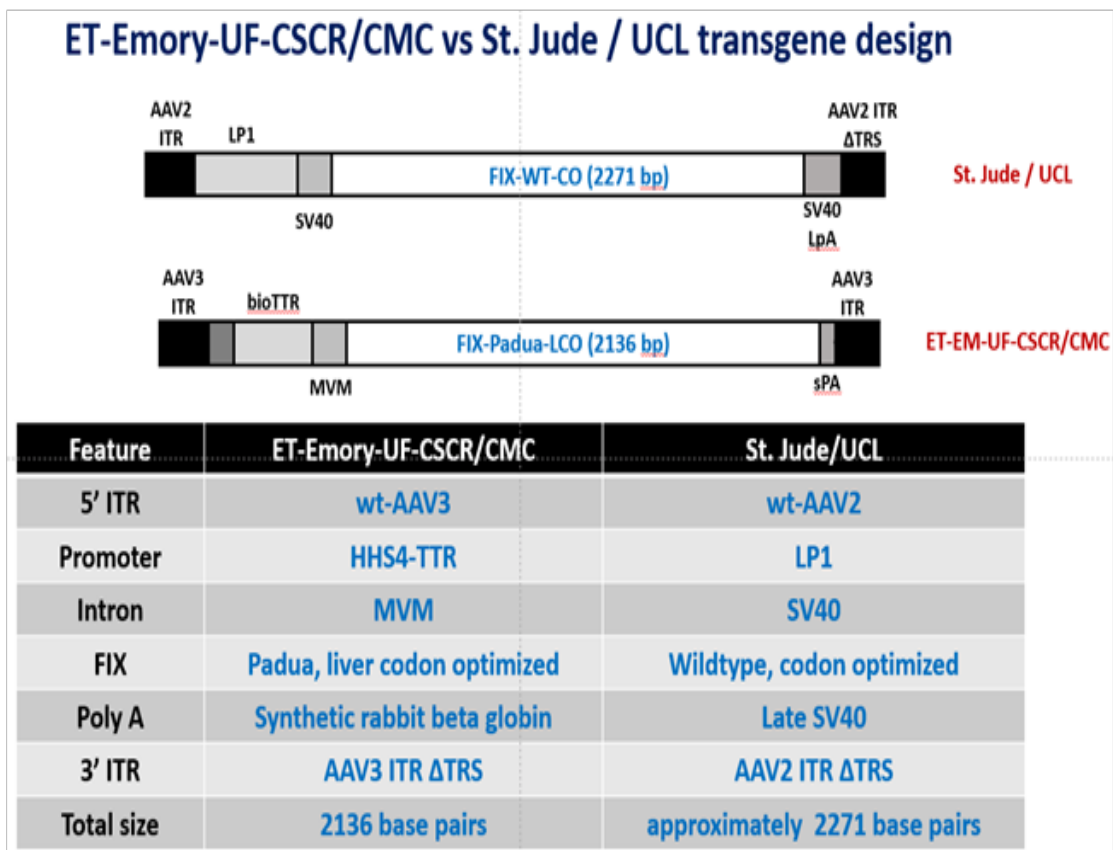 ET-Emory-UF-CSCR/CMC vs St. Jude / UCL transgene design
AAV2
ITR
LP1
AAV2 ITR
ΔTRS
FIX-WT-CO (2271 bp)
St. Jude / UCL
SV40
SV40
LpA
AAV3
ITR
bioTTR
AAV3
ITR
FIX-Padua-LCO (2136 bp)
ET-EM-UF-CSCR/CMC
MVM
sPA
Feature ET-Emory-UF-CSCR/CMC St. Jude/UCL
5’ ITR wt-AAV3 wt-AAV2
Promoter HHS4-TTR LP1
Intron MVM SV40
FIX Padua, liver codon optimized Wildtype, codon optimized
Poly A Synthetic rabbit beta globin Late SV40
3’ ITR AAV3 ITR ΔTRS AAV2 ITR ΔTRS
Total size 2136 base pairs approximately 2271 base pairs